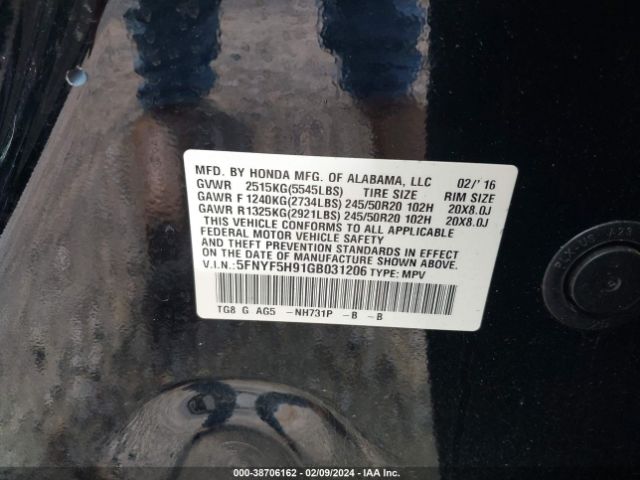 MFD. BY HONDA MFG. OF ALABAMA, LLC 02/'16
GVWR 2515KG(5545LBS) TIRE SIZE RIM SIZE
GAWR F 1240KG(2734LBS) 245/50R20 102H 20X8.0J
GAWR R1325KG(2921LBS) 245/50R20 102H 20X8.0J
THIS VEHICLE CONFORMS TO ALL APPLICABLE
FEDERAL MOTOR VEHICLE SAFETY
AND THEFT PREVENTION STANDARDS IN EFFECT
ON THE DATE OF MANUFACTURE SHOWN ABOVE.
V.I.N.: 5FNYF5H91GB031206 TYPE: MPV
TG8 G AG5 -NH731P -B -B
000-38706162 - 02/09/2024 - IAA Inc.